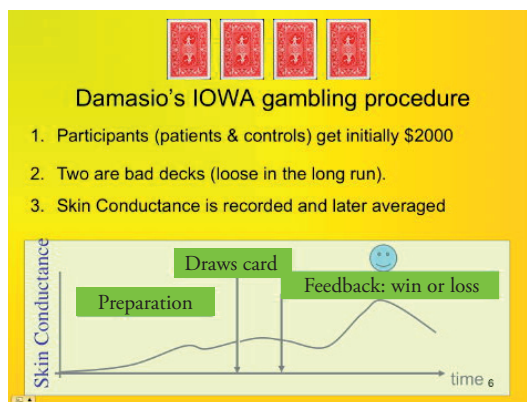 Damasio's IOWA gambling procedure
1. Participants (patients & controls) get initially $2000
2. Two are bad decks (loose in the long run).
3. Skin Conductance is recorded and later averaged
Skin Conductance
Draws card
Preparation
Feedback: win or loss
time 6